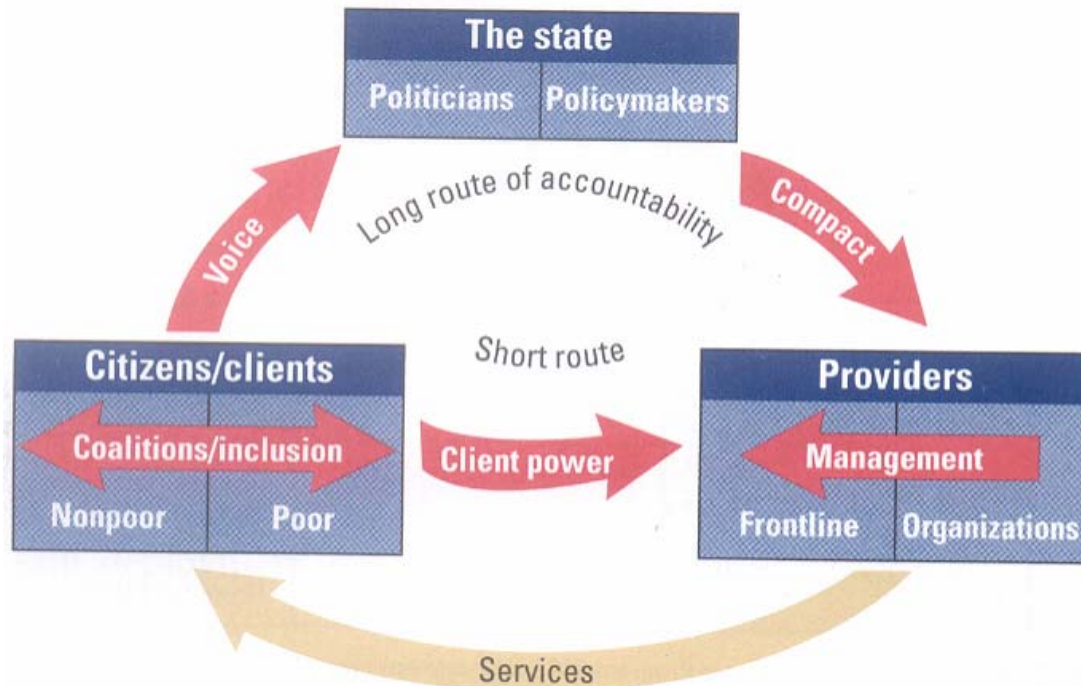 The state
Politicians Policymakers
Long route of accountability
Voice
Compact
Short route
Citizens/clients
Coalitions/inclusion
Nonpoor Poor
Client power
Providers
Management
Frontline Organizations
Services